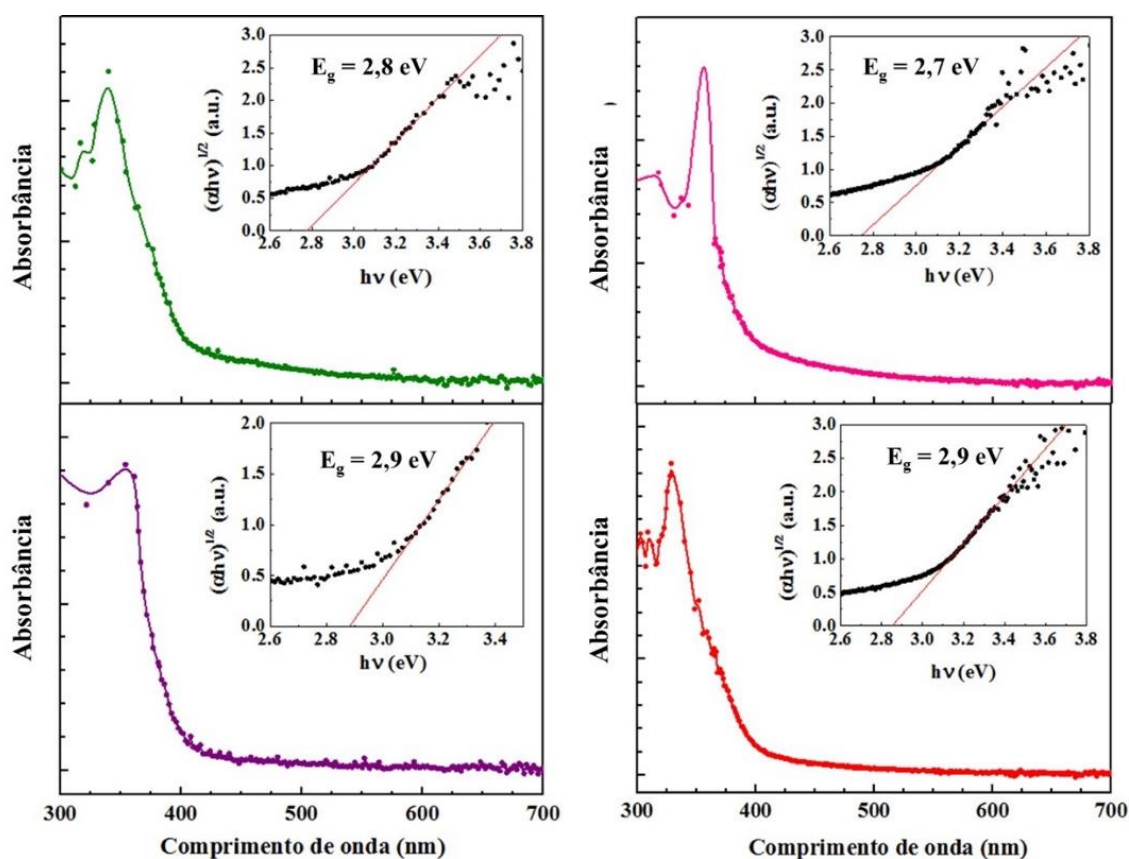 Absorbância
(αhν)^1/2 (a.u.)
3.0
2.5
2.0
1.5
1.0
0.5
0.0
E_g = 2,8 eV
2.6 2.8 3.0 3.2 3.4 3.6 3.8
hν (eV)
)
Absorbância
(αhν)^1/2 (a.u.)
3.0
2.5
2.0
1.5
1.0
0.5
0.0
E_g = 2,7 eV
2.6 2.8 3.0 3.2 3.4 3.6 3.8
hν (eV)
Absorbância
(αhν)^1/2 (a.u.)
2.0
1.5
1.0
0.5
0.0
E_g = 2,9 eV
2.6 2.8 3.0 3.2 3.4
hν (eV)
300 400 500 600 700
Comprimento de onda (nm)
Absorbância
(αhν)^1/2 (a.u.)
3.0
2.5
2.0
1.5
1.0
0.5
0.0
E_g = 2,9 eV
2.6 2.8 3.0 3.2 3.4 3.6 3.8
hν (eV)
300 400 500 600 700
Comprimento de onda (nm)